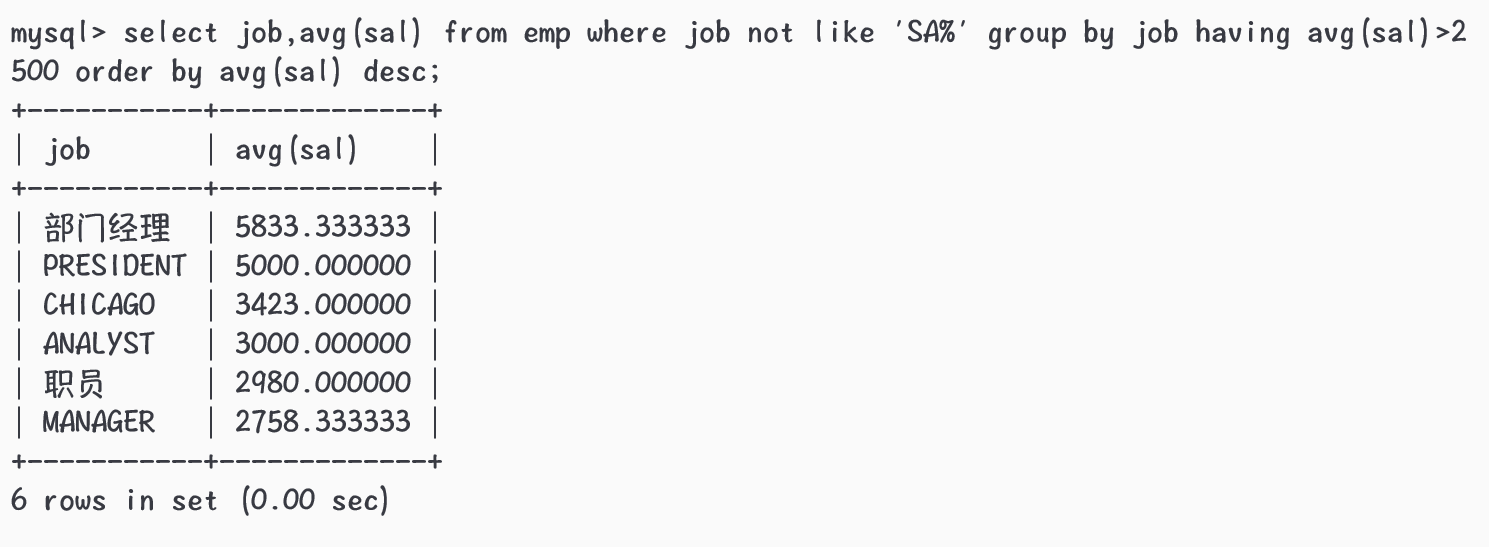 mysql> select job,avg(sal) from emp where job not like 'SA%' group by job having avg(sal)>2
500 order by avg(sal) desc;
+-----------+-------------+
| job       | avg(sal)    |
+-----------+-------------+
| 部门经理  | 5833.333333 |
| PRESIDENT | 5000.000000 |
| CHICAGO   | 3423.000000 |
| ANALYST   | 3000.000000 |
| 职员      | 2980.000000 |
| MANAGER   | 2758.333333 |
+-----------+-------------+
6 rows in set (0.00 sec)